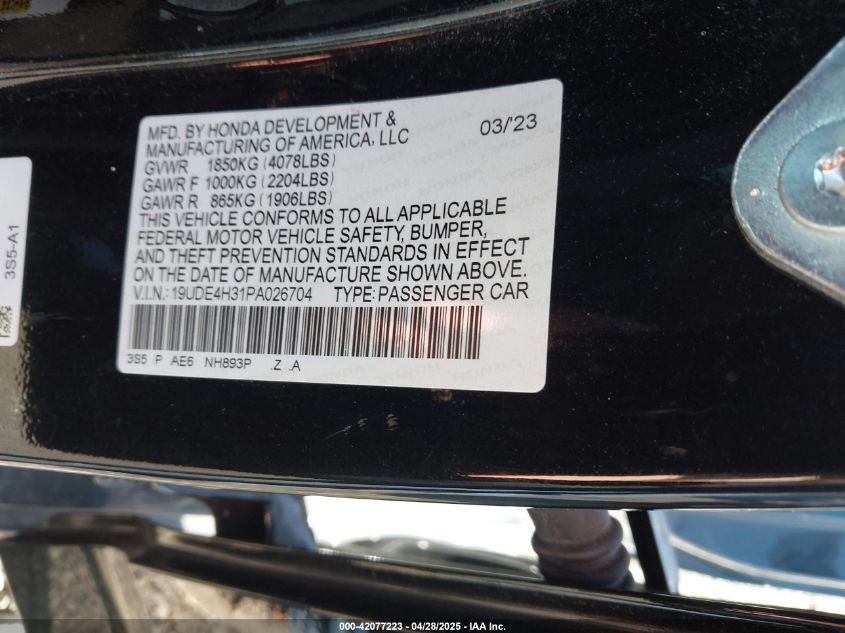 MFD. BY HONDA DEVELOPMENT & 03/'23
MANUFACTURING OF AMERICA, LLC
GVWR 1850KG (4078LBS)
GAWR F 1000KG (2204LBS)
GAWR R 865KG (1906LBS)
THIS VEHICLE CONFORMS TO ALL APPLICABLE
FEDERAL MOTOR VEHICLE SAFETY, BUMPER,
AND THEFT PREVENTION STANDARDS IN EFFECT
ON THE DATE OF MANUFACTURE SHOWN ABOVE.
V.I.N.:19UDE4H31PA026704 TYPE:PASSENGER CAR
3S5 P AE6 NH893P .Z .A
3S5-A1
000-42077223 / 04/28/2025 - IAA Inc.